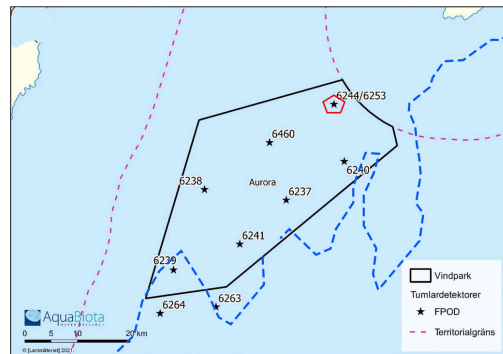 6244/6253
6460
6240
6238
Aurora
6237
6241
6239
6264
6263
AquaBiota
0 5 10 20 km
© [Lantmäteriet] 2021.
Vindpark
Tumlardetektorer
FPOD
Territorialgräns